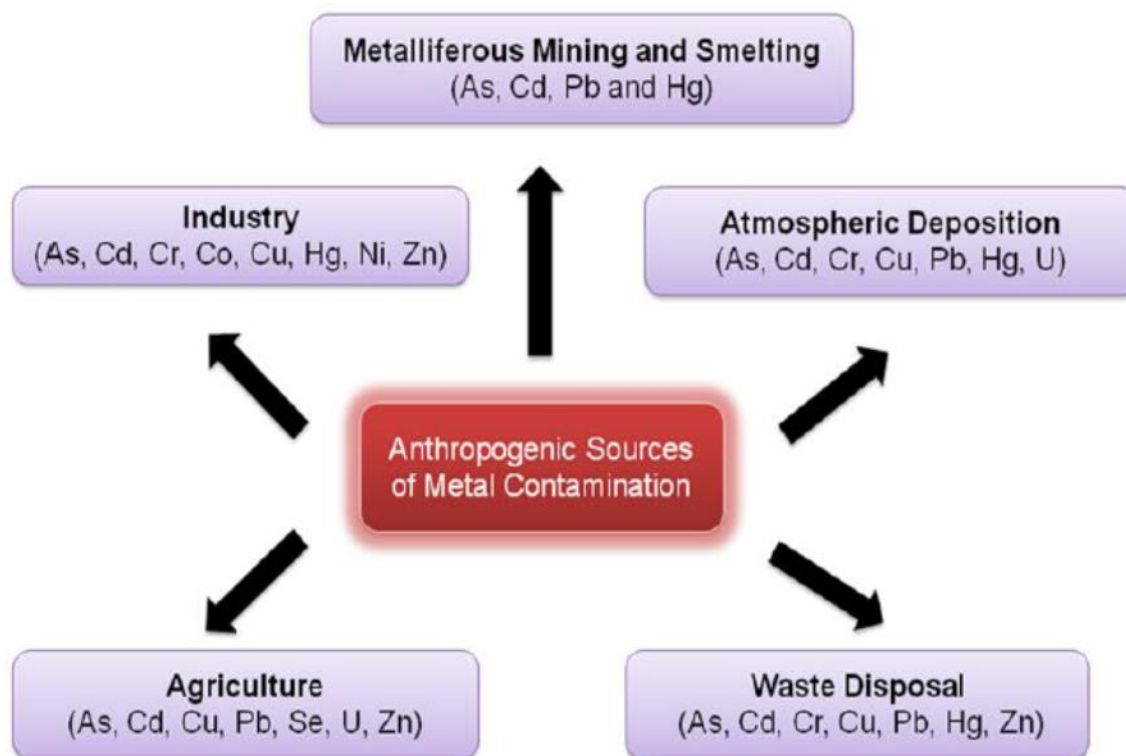 Metalliferous Mining and Smelting
(As, Cd, Pb and Hg)
Industry
(As, Cd, Cr, Co, Cu, Hg, Ni, Zn)
Atmospheric Deposition
(As, Cd, Cr, Cu, Pb, Hg, U)
Anthropogenic Sources
of Metal Contamination
Agriculture
(As, Cd, Cu, Pb, Se, U, Zn)
Waste Disposal
(As, Cd, Cr, Cu, Pb, Hg, Zn)